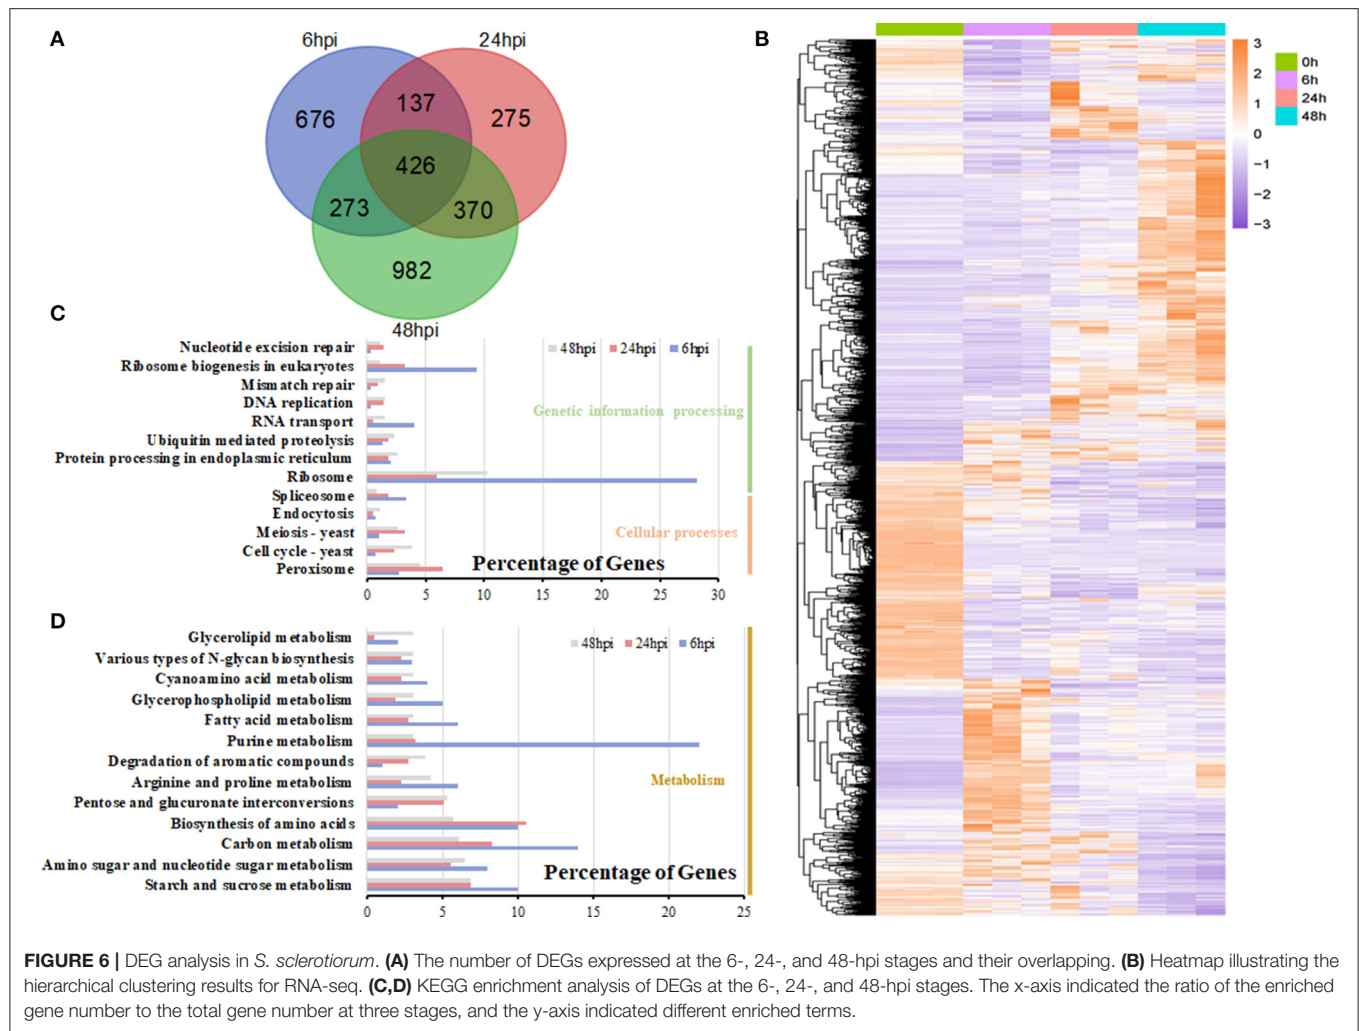 A
6hpi
24hpi
676
137
275
426
273
370
982
48hpi
B
3
2
1
0
−1
−2
−3
0h
6h
24h
48h
C
48hpi 24hpi 6hpi
Nucleotide excision repair
Ribosome biogenesis in eukaryotes
Mismatch repair
DNA replication
RNA transport
Ubiquitin mediated proteolysis
Protein processing in endoplasmic reticulum
Ribosome
Spliceosome
Endocytosis
Meiosis - yeast
Cell cycle - yeast
Peroxisome
Genetic information processing
Cellular processes
Percentage of Genes
0 5 10 15 20 25 30
D
48hpi 24hpi 6hpi
Glycerolipid metabolism
Various types of N-glycan biosynthesis
Cyanoamino acid metabolism
Glycerophospholipid metabolism
Fatty acid metabolism
Purine metabolism
Degradation of aromatic compounds
Arginine and proline metabolism
Pentose and glucuronate interconversions
Biosynthesis of amino acids
Carbon metabolism
Amino sugar and nucleotide sugar metabolism
Starch and sucrose metabolism
Metabolism
Percentage of Genes
0 5 10 15 20 25
FIGURE 6 | DEG analysis in S. sclerotiorum. (A) The number of DEGs expressed at the 6-, 24-, and 48-hpi stages and their overlapping. (B) Heatmap illustrating the
hierarchical clustering results for RNA-seq. (C,D) KEGG enrichment analysis of DEGs at the 6-, 24-, and 48-hpi stages. The x-axis indicated the ratio of the enriched
gene number to the total gene number at three stages, and the y-axis indicated different enriched terms.